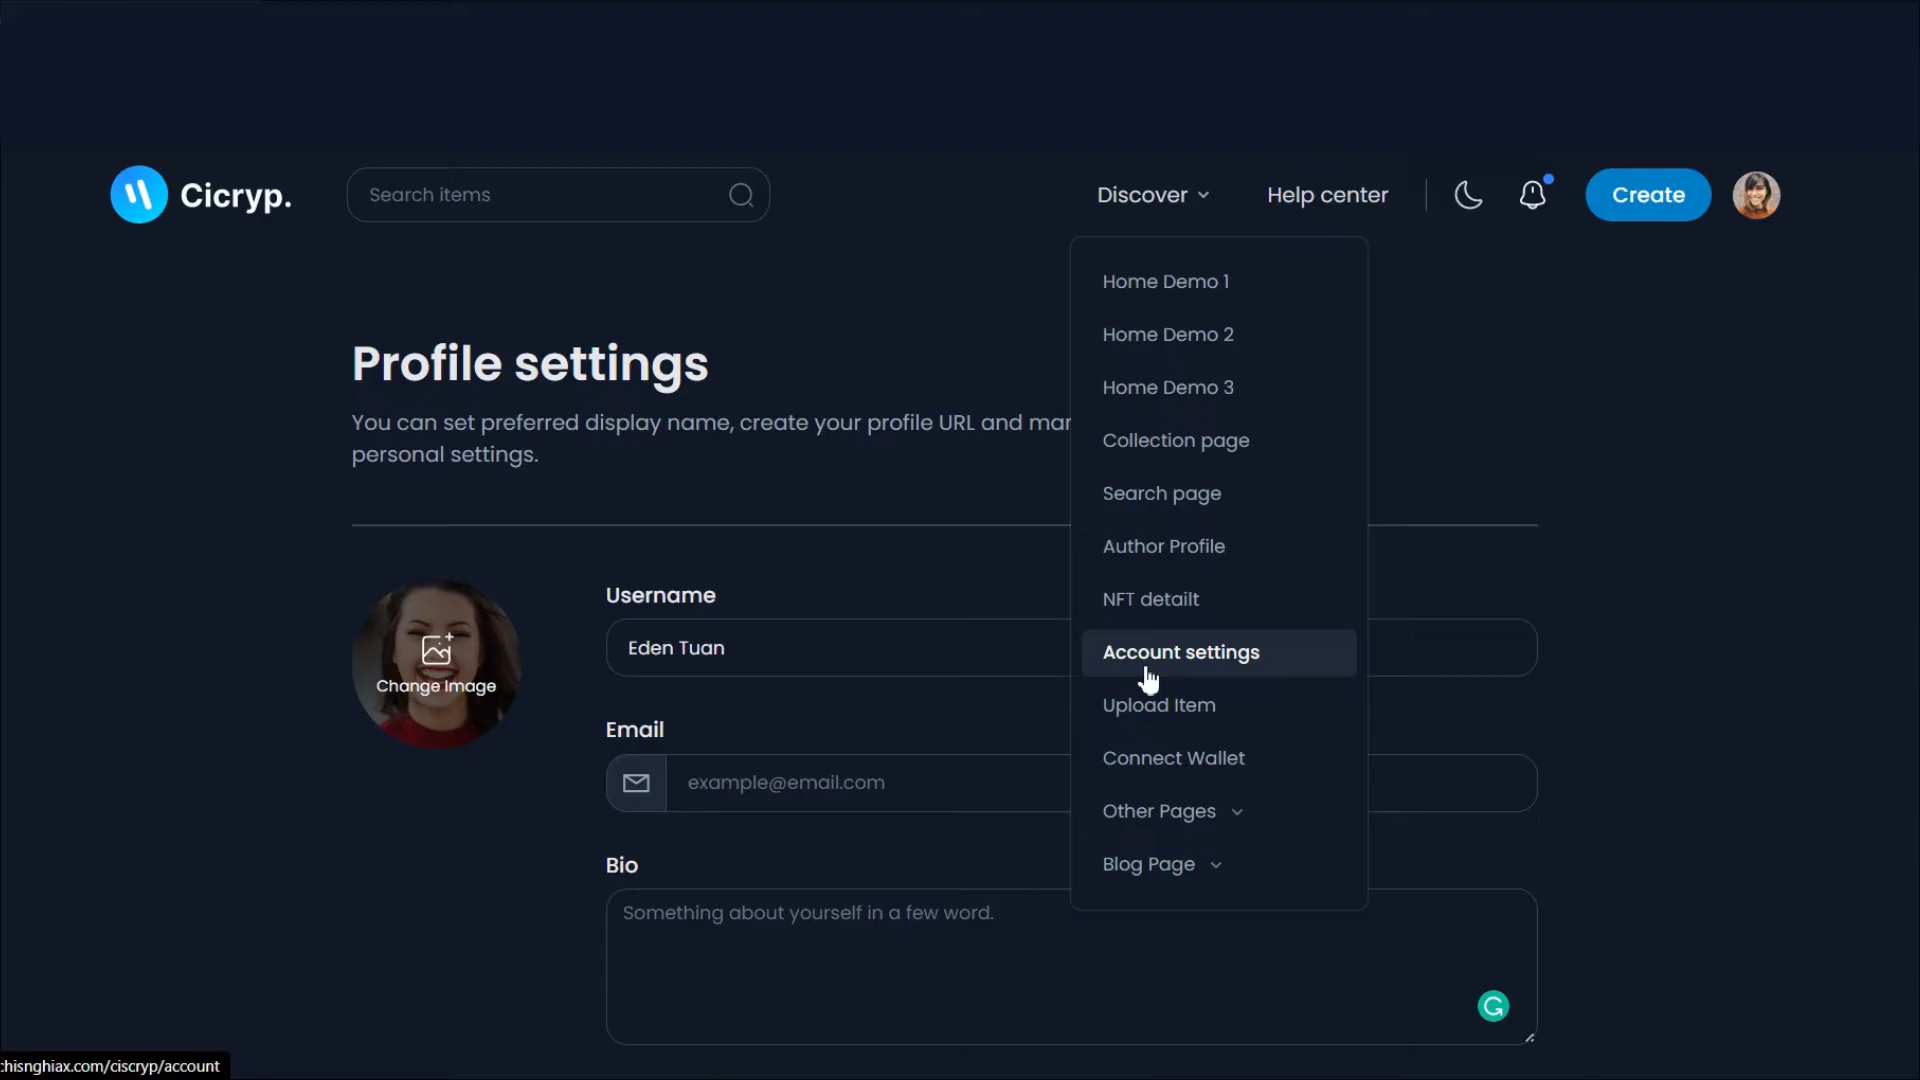 Cicryp.
Search items
Discover
Help center
Create
Home Demo 1
Home Demo 2
Home Demo 3
Collection page
Search page
Author Profile
NFT detailt
Account settings
Upload Item
Connect Wallet
Other Pages
Blog Page
Profile settings
You can set preferred display name, create your profile URL and
personal settings.
Change Image
Username
Eden Tuan
Email
example@email.com
Bio
Something about yourself in a few word.
G
chisnghiax.com/ciscryp/account